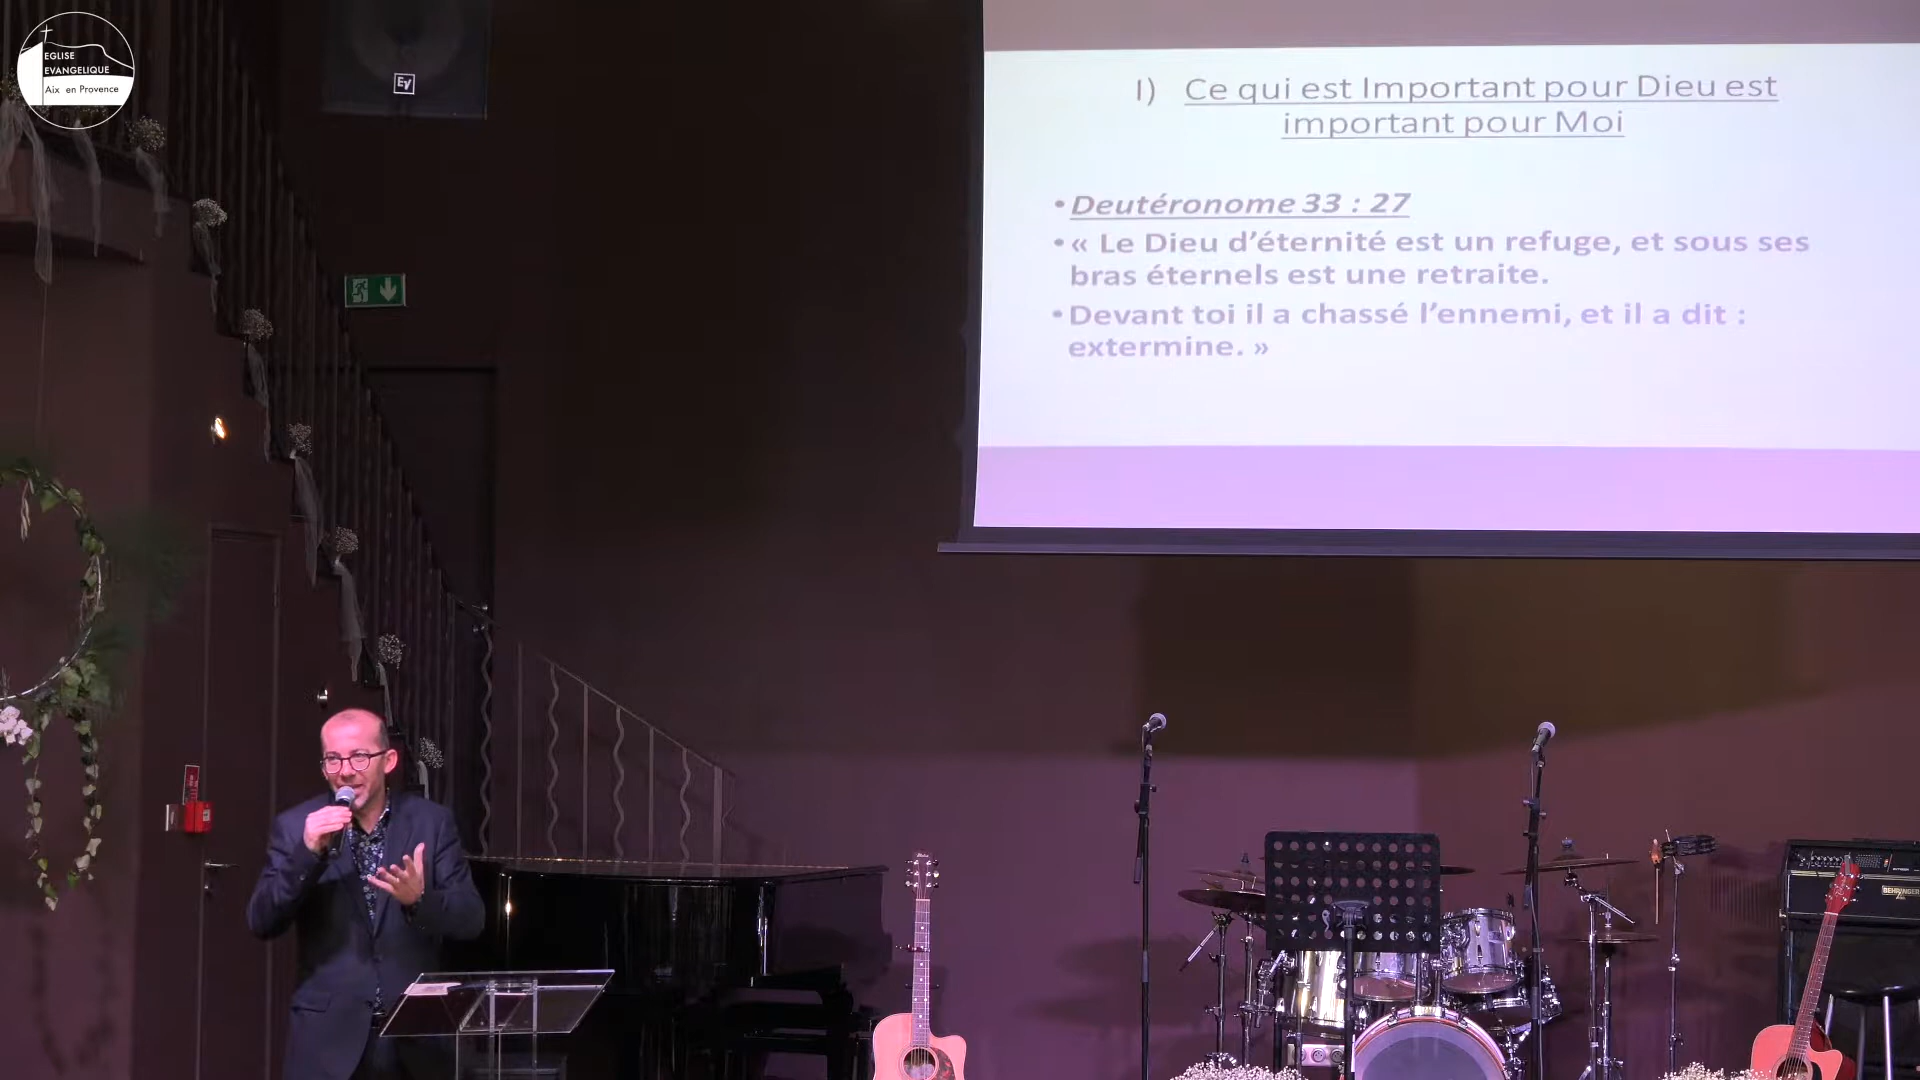 EGLISE
EVANGELIQUE
Aix en Provence
EV
I) Ce qui est Important pour Dieu est
important pour Moi
• Deutéronome 33 : 27
• « Le Dieu d’éternité est un refuge, et sous ses
bras éternels est une retraite.
• Devant toi il a chassé l’ennemi, et il a dit :
extermine. »
BEHRINGER